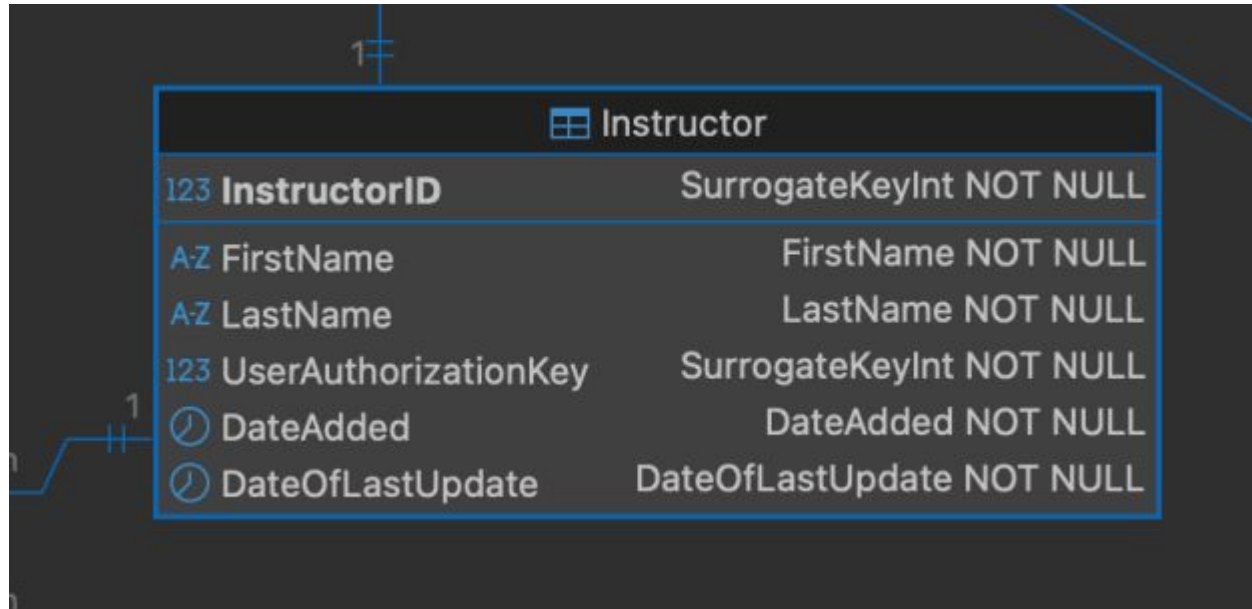 1
Instructor
123 InstructorID SurrogateKeyInt NOT NULL
A-Z FirstName FirstName NOT NULL
A-Z LastName LastName NOT NULL
123 UserAuthorizationKey SurrogateKeyInt NOT NULL
1
DateAdded DateAdded NOT NULL
DateOfLastUpdate DateOfLastUpdate NOT NULL